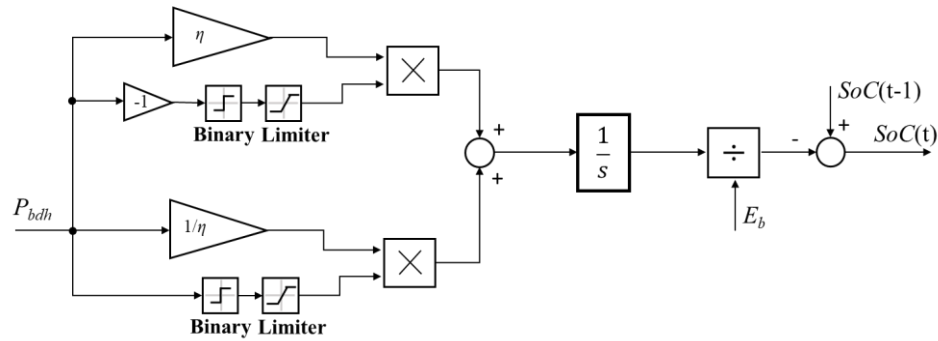 η
-1
Binary Limiter
P_bdh
1/η
Binary Limiter
+
+
1/s
÷
E_b
-
+
SoC(t-1)
SoC(t)